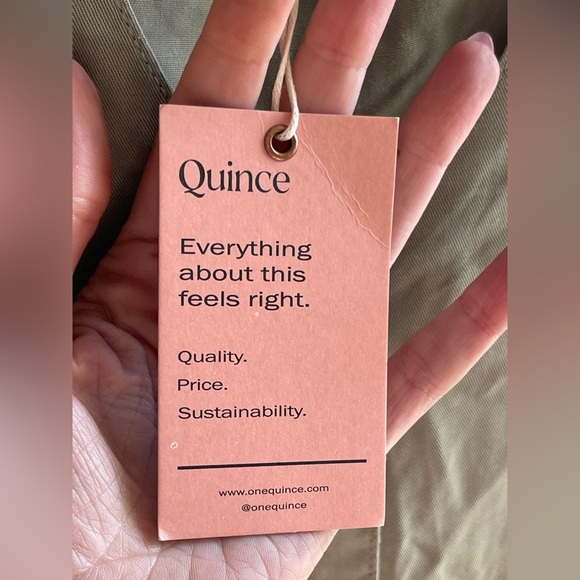 Quince
Everything
about this
feels right.
Quality.
Price.
Sustainability.
www.onequince.com
@onequince